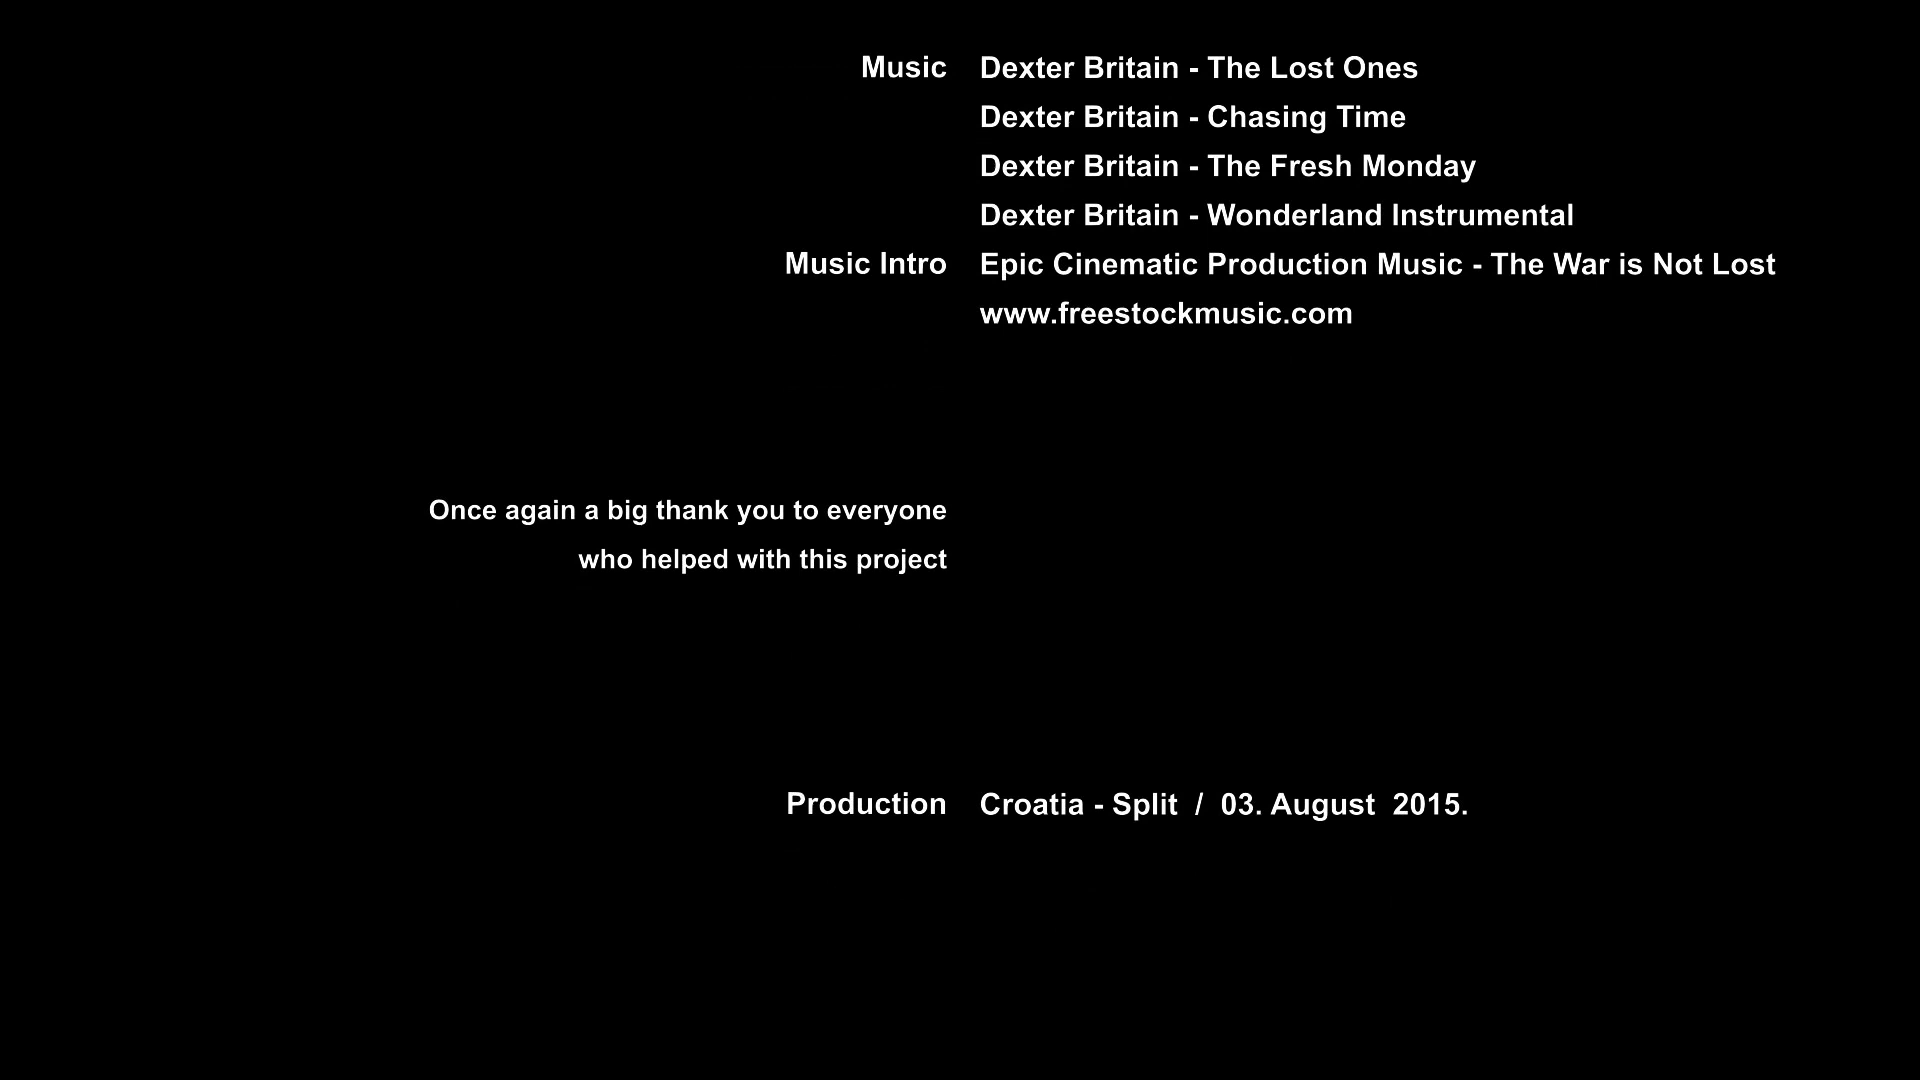 Music Dexter Britain - The Lost Ones
Dexter Britain - Chasing Time
Dexter Britain - The Fresh Monday
Dexter Britain - Wonderland Instrumental
Music Intro Epic Cinematic Production Music - The War is Not Lost
www.freestockmusic.com
Once again a big thank you to everyone
who helped with this project
Production Croatia - Split / 03. August 2015.